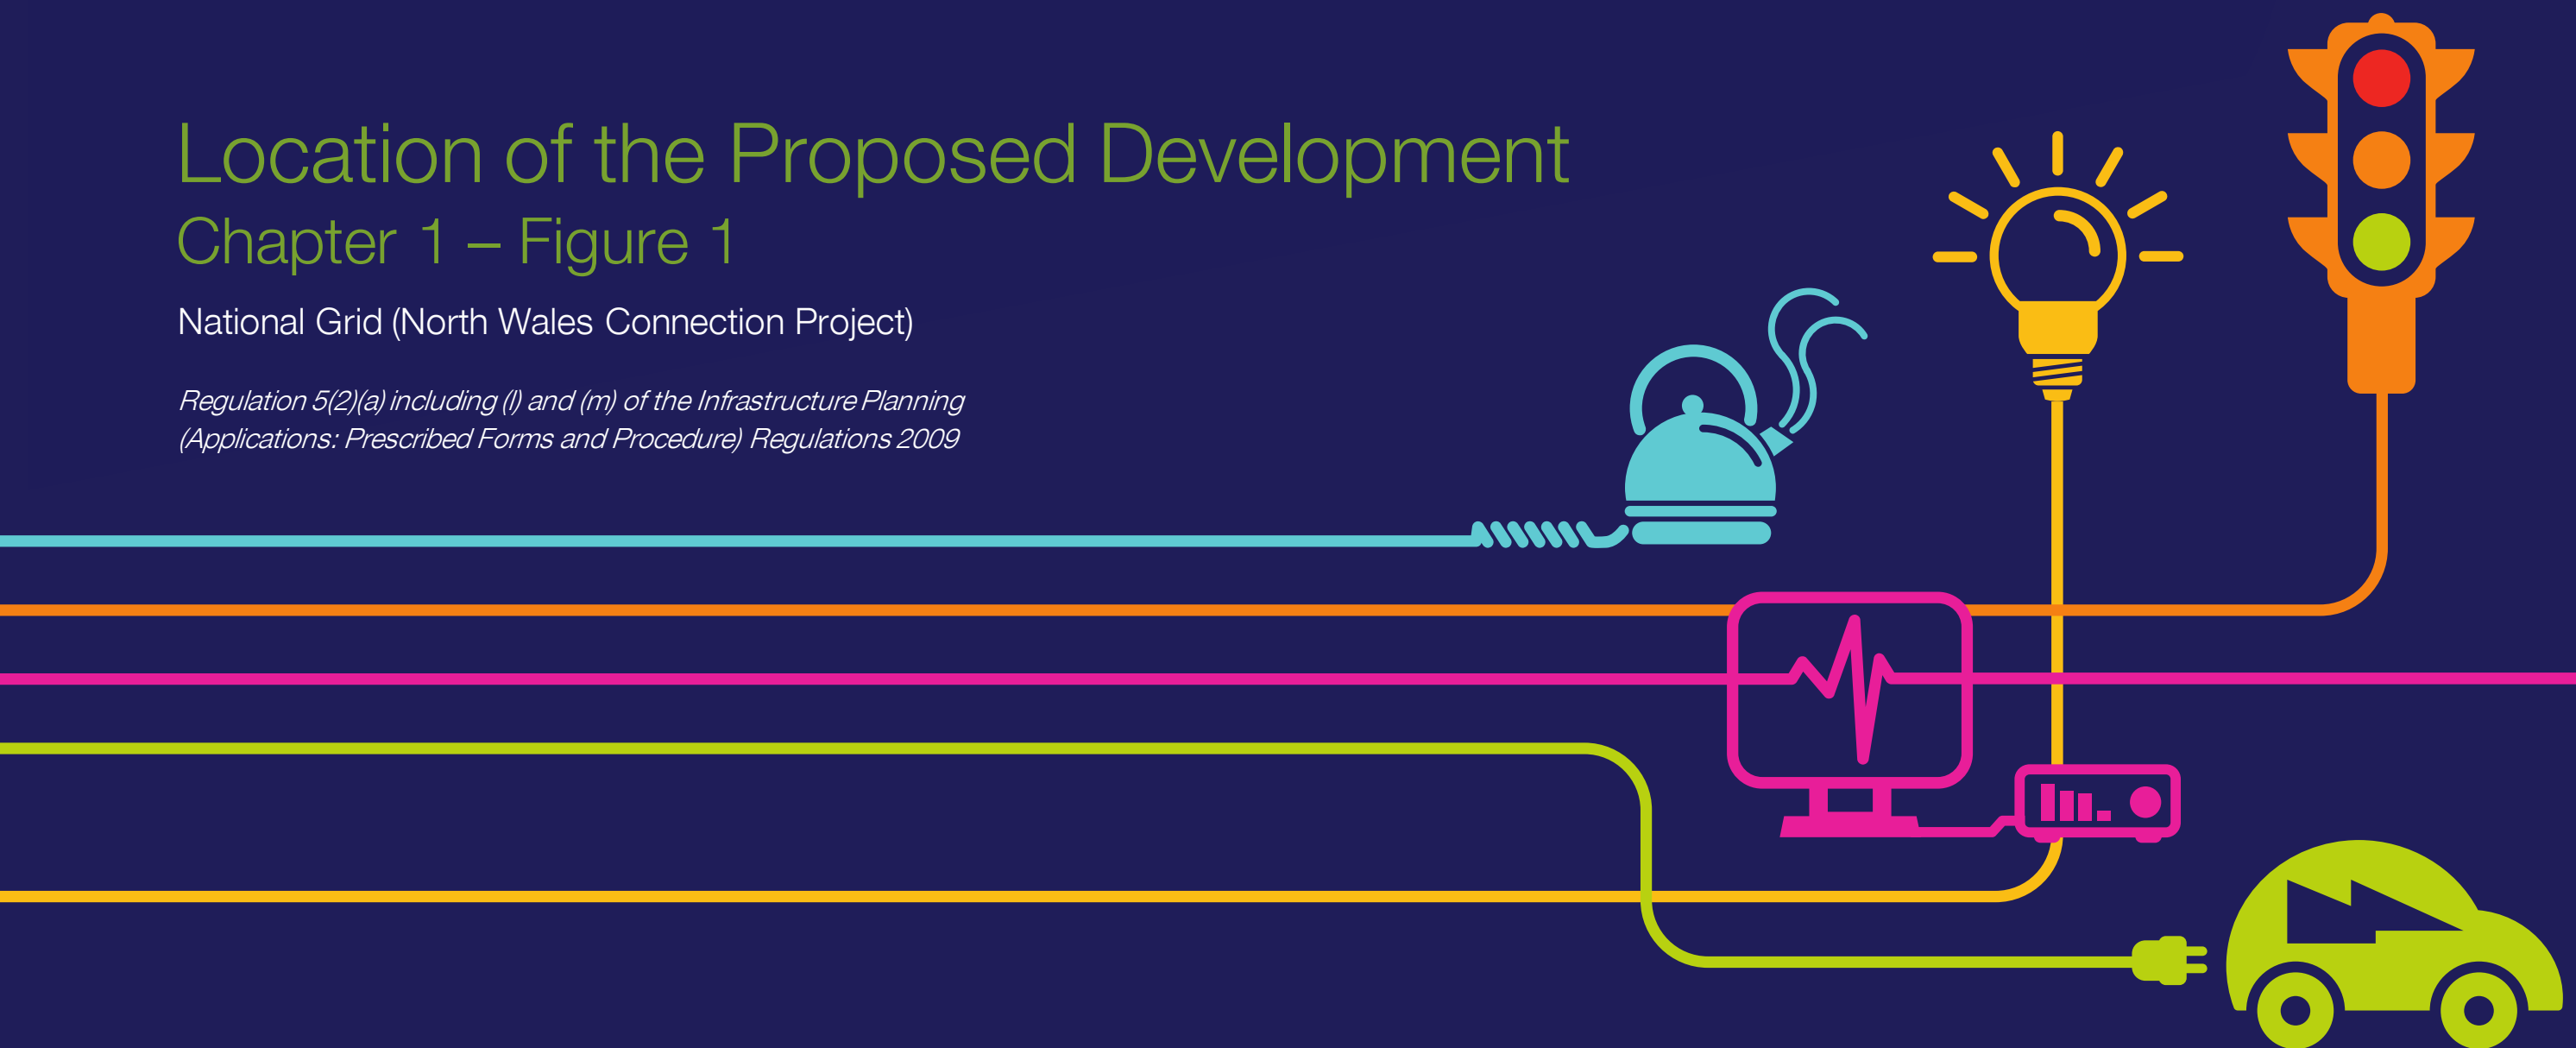 Location of the Proposed Development
Chapter 1 – Figure 1
National Grid (North Wales Connection Project)
Regulation 5(2)(a) including (l) and (m) of the Infrastructure Planning
(Applications: Prescribed Forms and Procedure) Regulations 2009